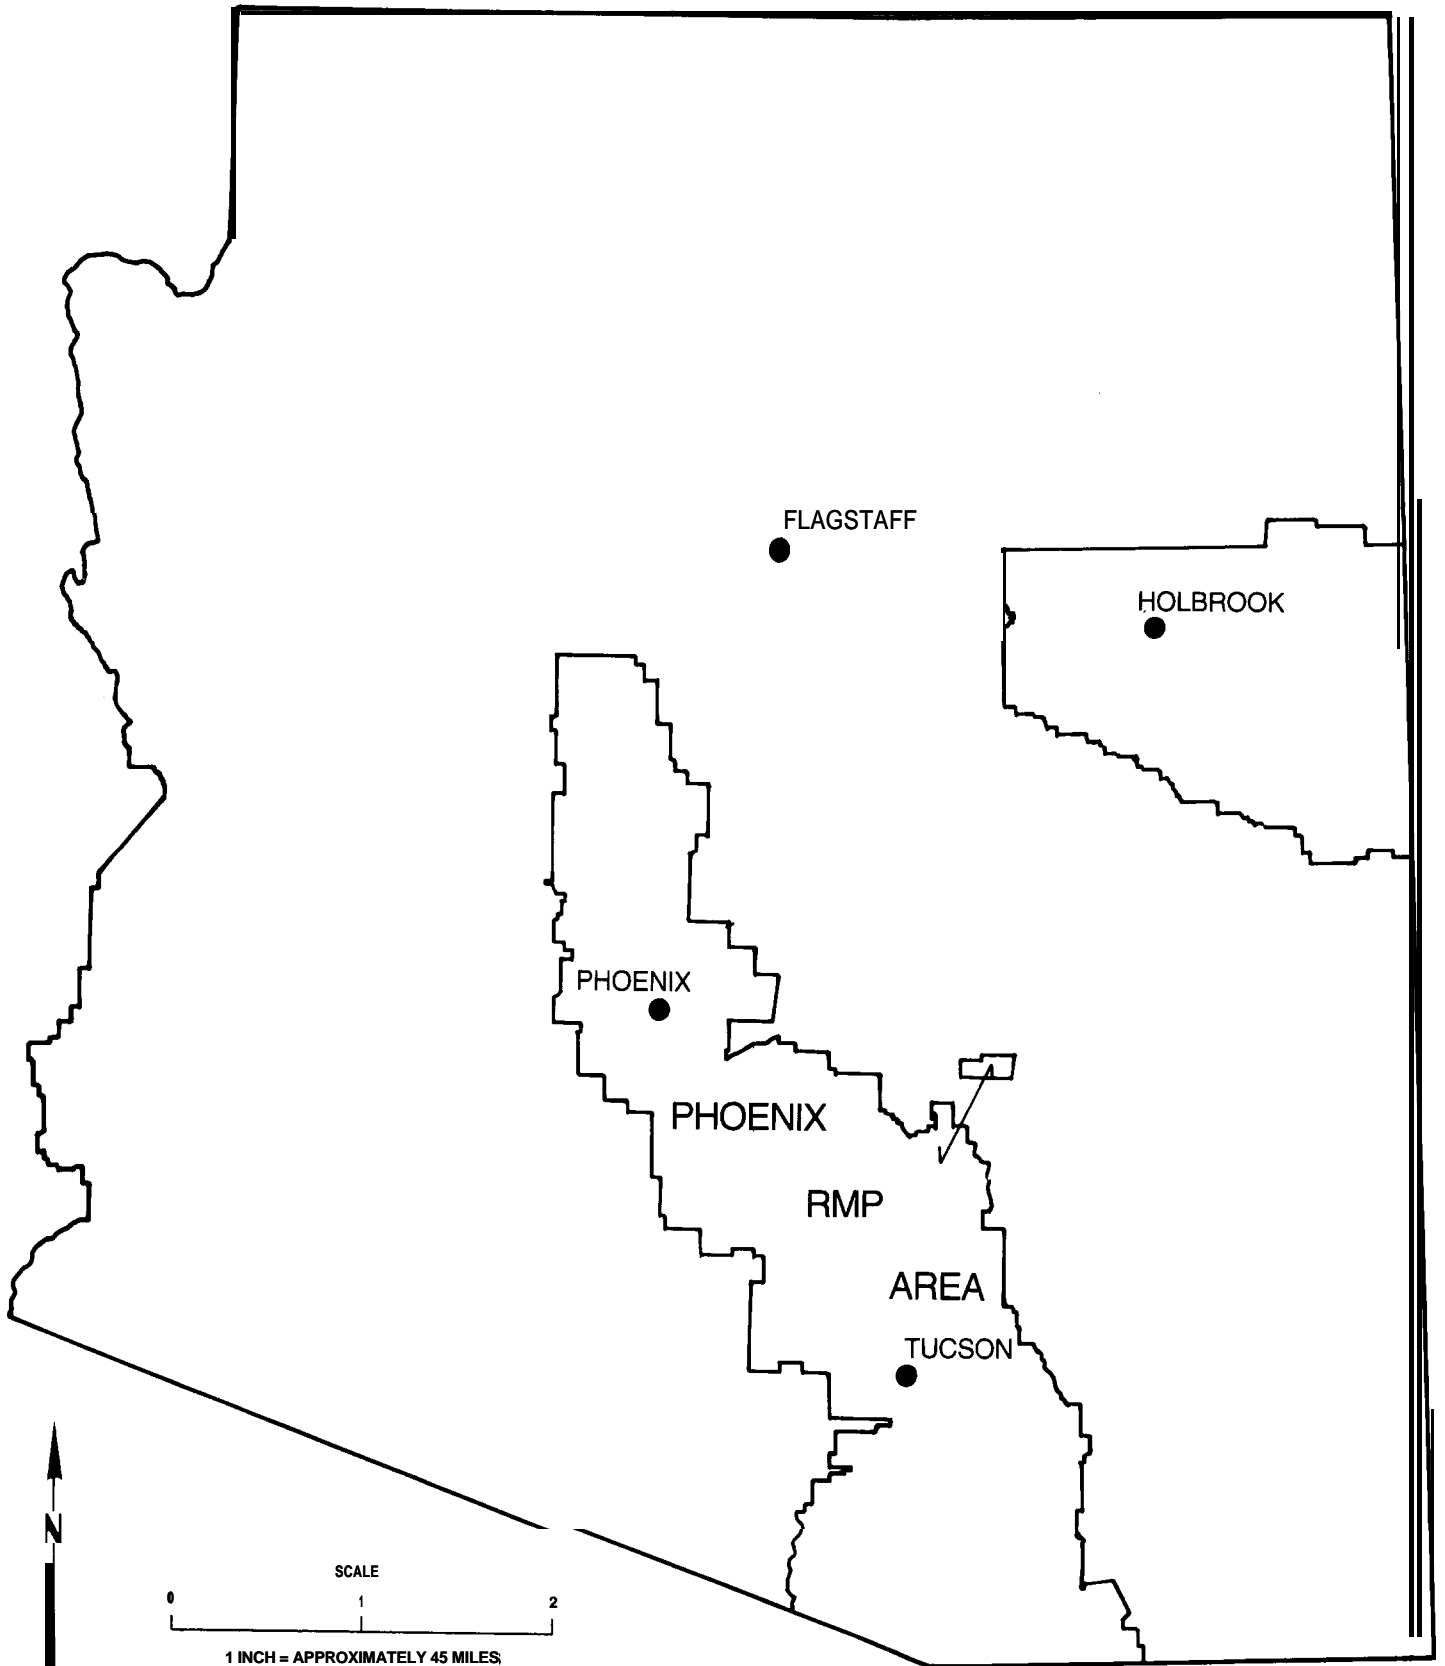 FLAGSTAFF
HOLBROOK
PHOENIX
PHOENIX
RMP
AREA
TUCSON
N
SCALE
0 1 2
1 INCH = APPROXIMATELY 45 MILES